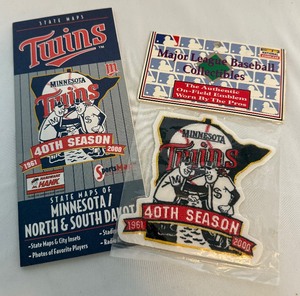 STATE MAPS
Twins
MINNESOTA
Twins
40TH SEASON
1961 2000
HANK
STATE MAPS OF
MINNESOTA/
NORTH & SOUTH DAKOT
•State Maps & City Insets
•Photos of Favorite Players
Major League Baseball
Collectibles
The Authentic
On-Field Emblem
Worn By The Pros
MINNESOTA
Twins
40TH SEASON
1961 2000